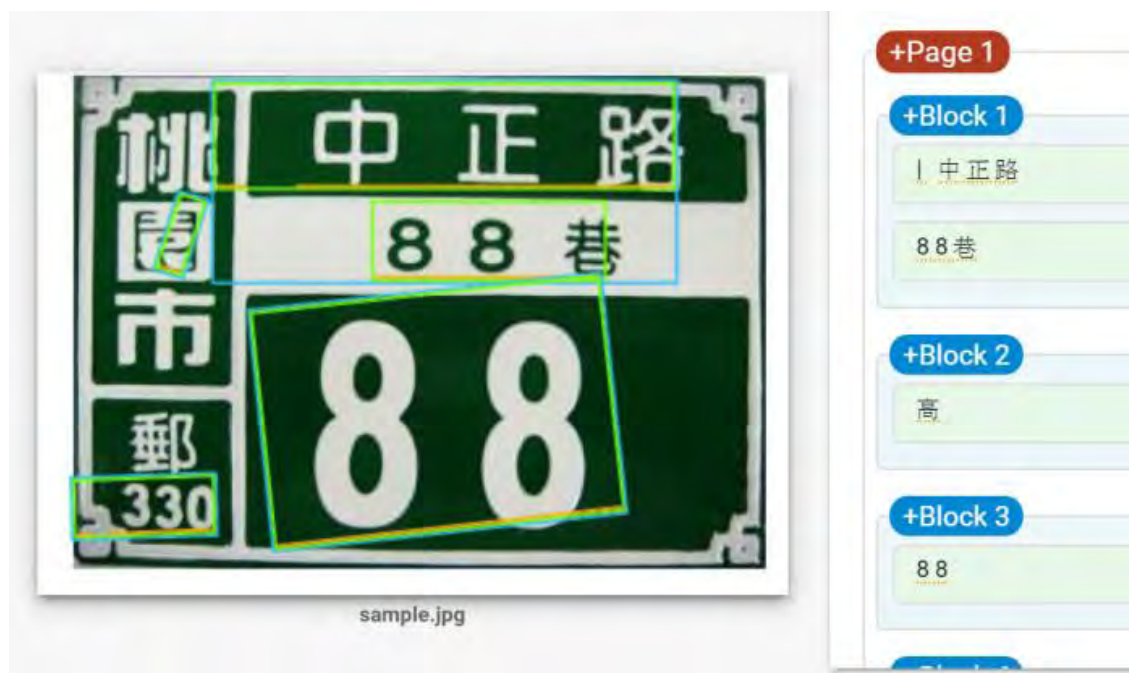 桃園市
中正路
88巷
88
郵
330
sample.jpg
+Page 1
+Block 1
| 中正路
88巷
+Block 2
高
+Block 3
88